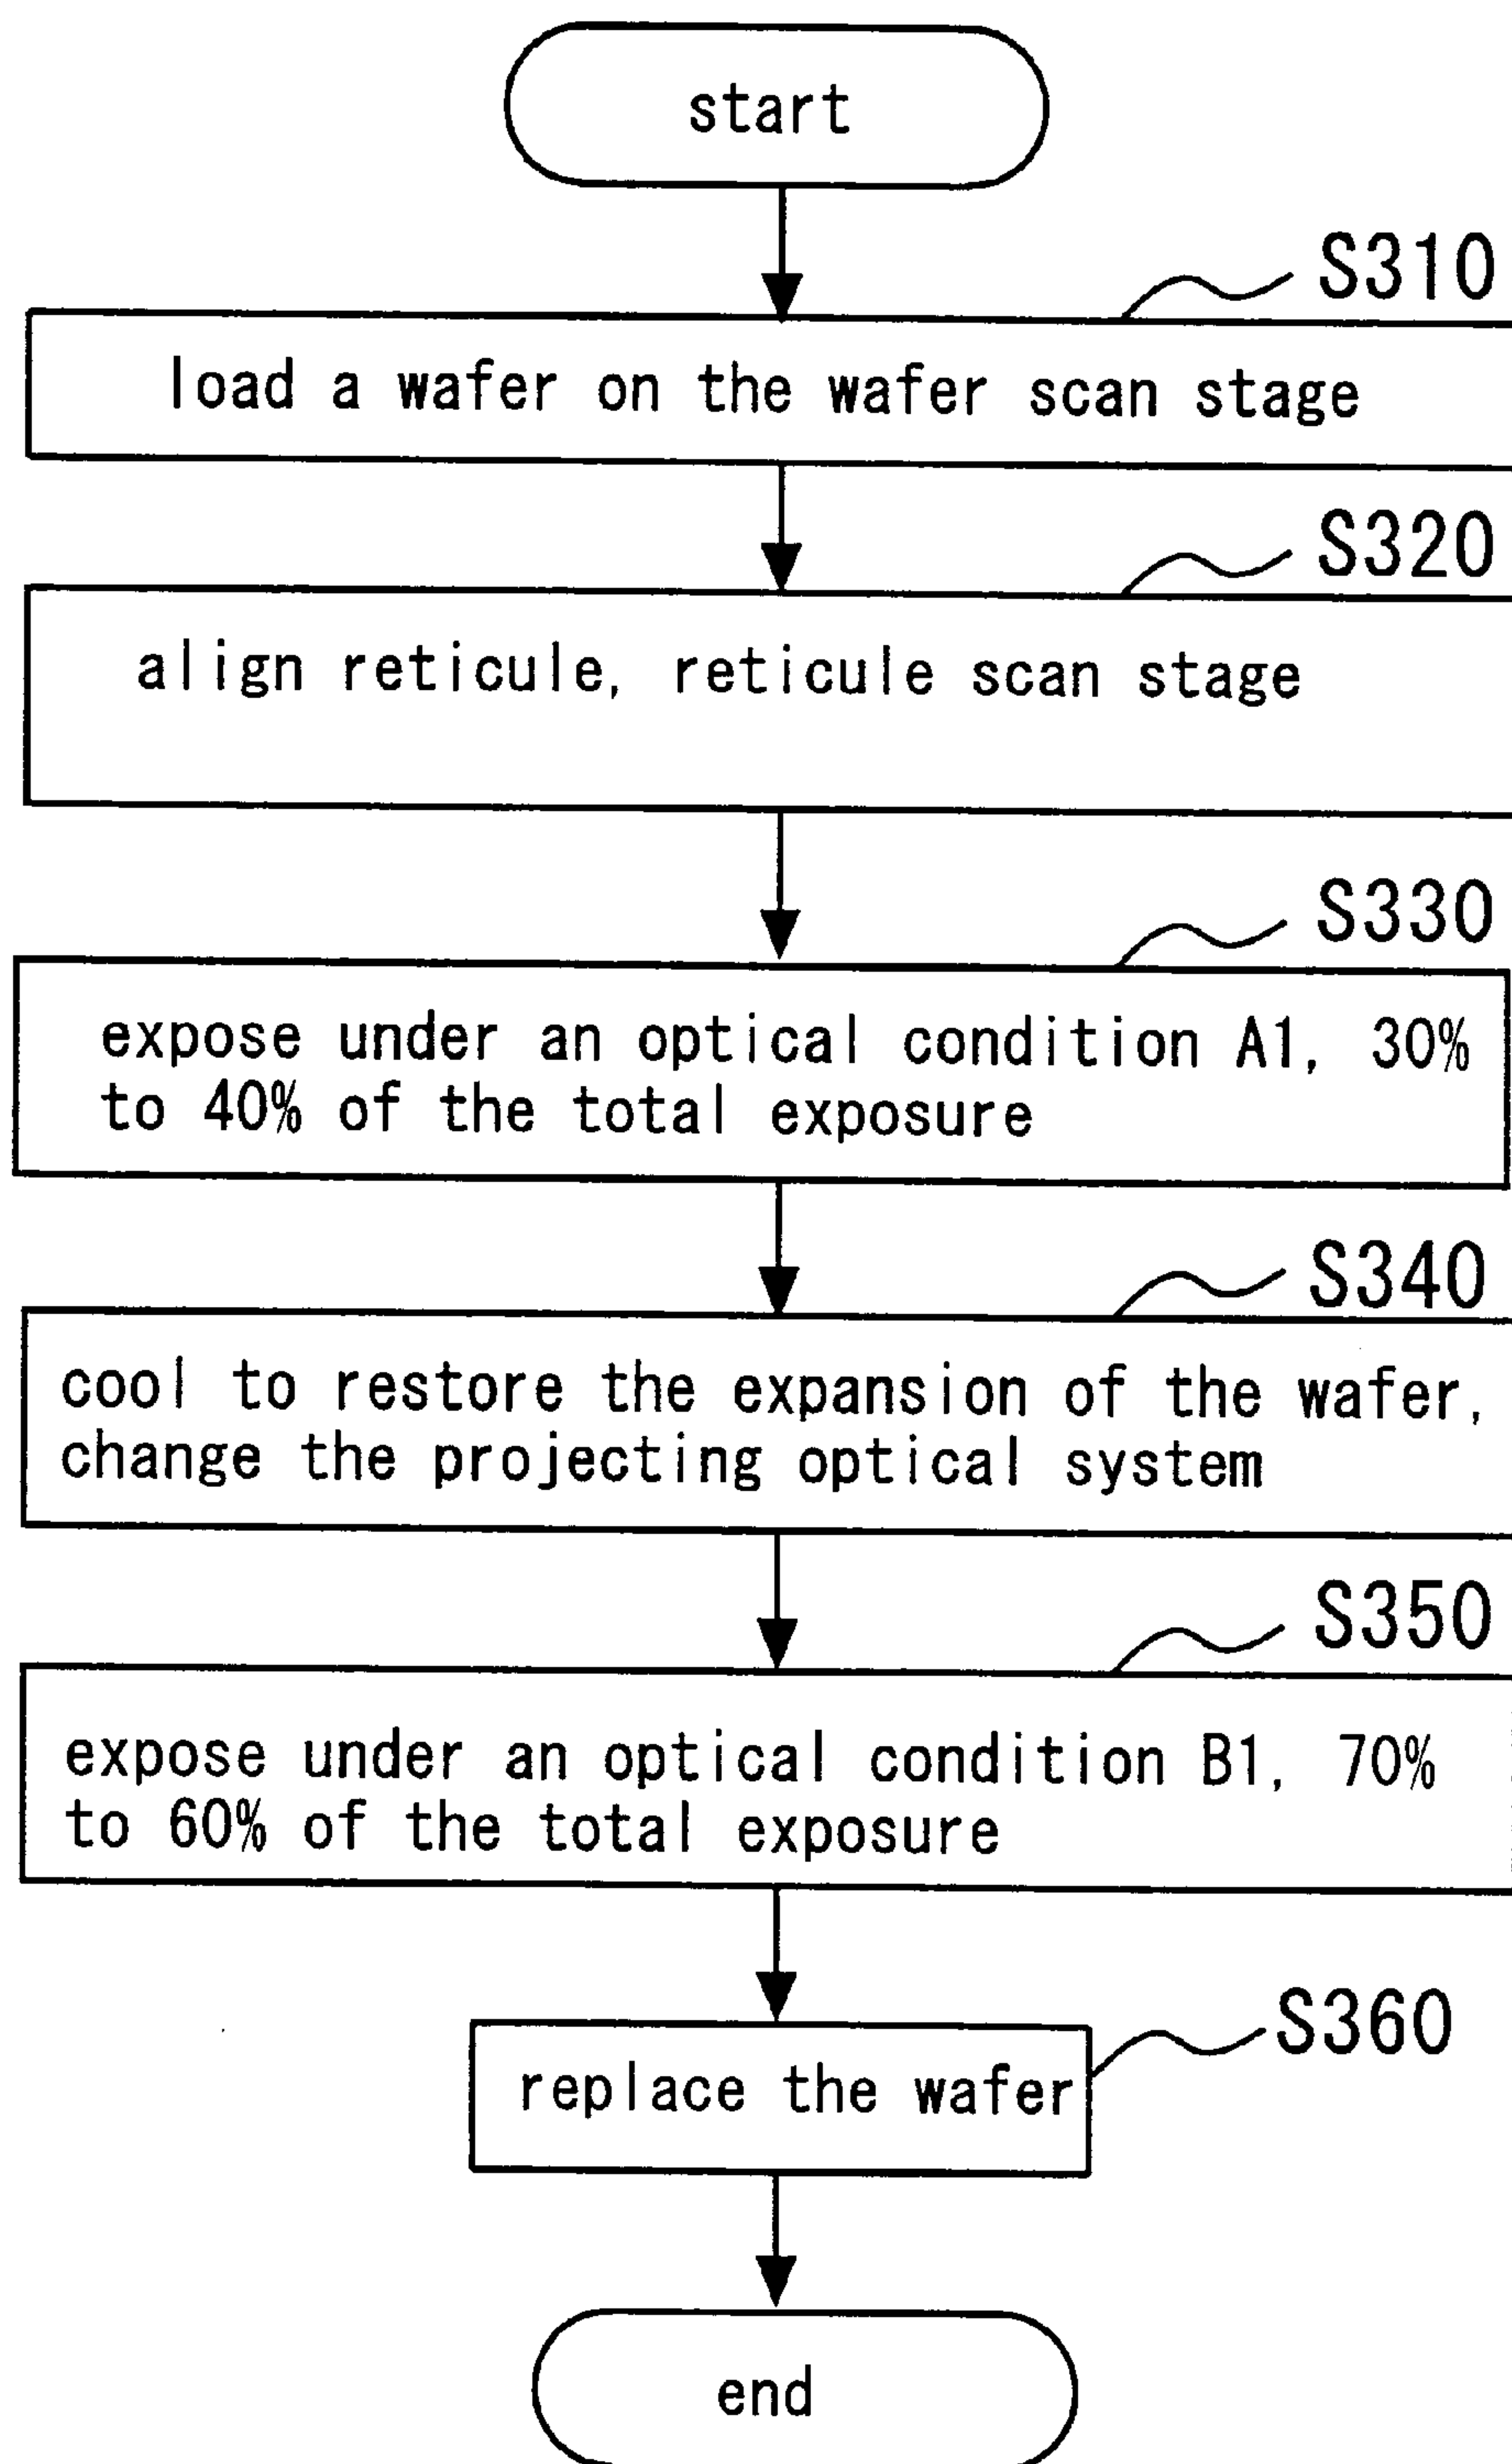 start
S310
load a wafer on the wafer scan stage
S320
align reticule, reticule scan stage
S330
expose under an optical condition A1, 30%
to 40% of the total exposure
S340
cool to restore the expansion of the wafer,
change the projecting optical system
S350
expose under an optical condition B1, 70%
to 60% of the total exposure
S360
replace the wafer
end